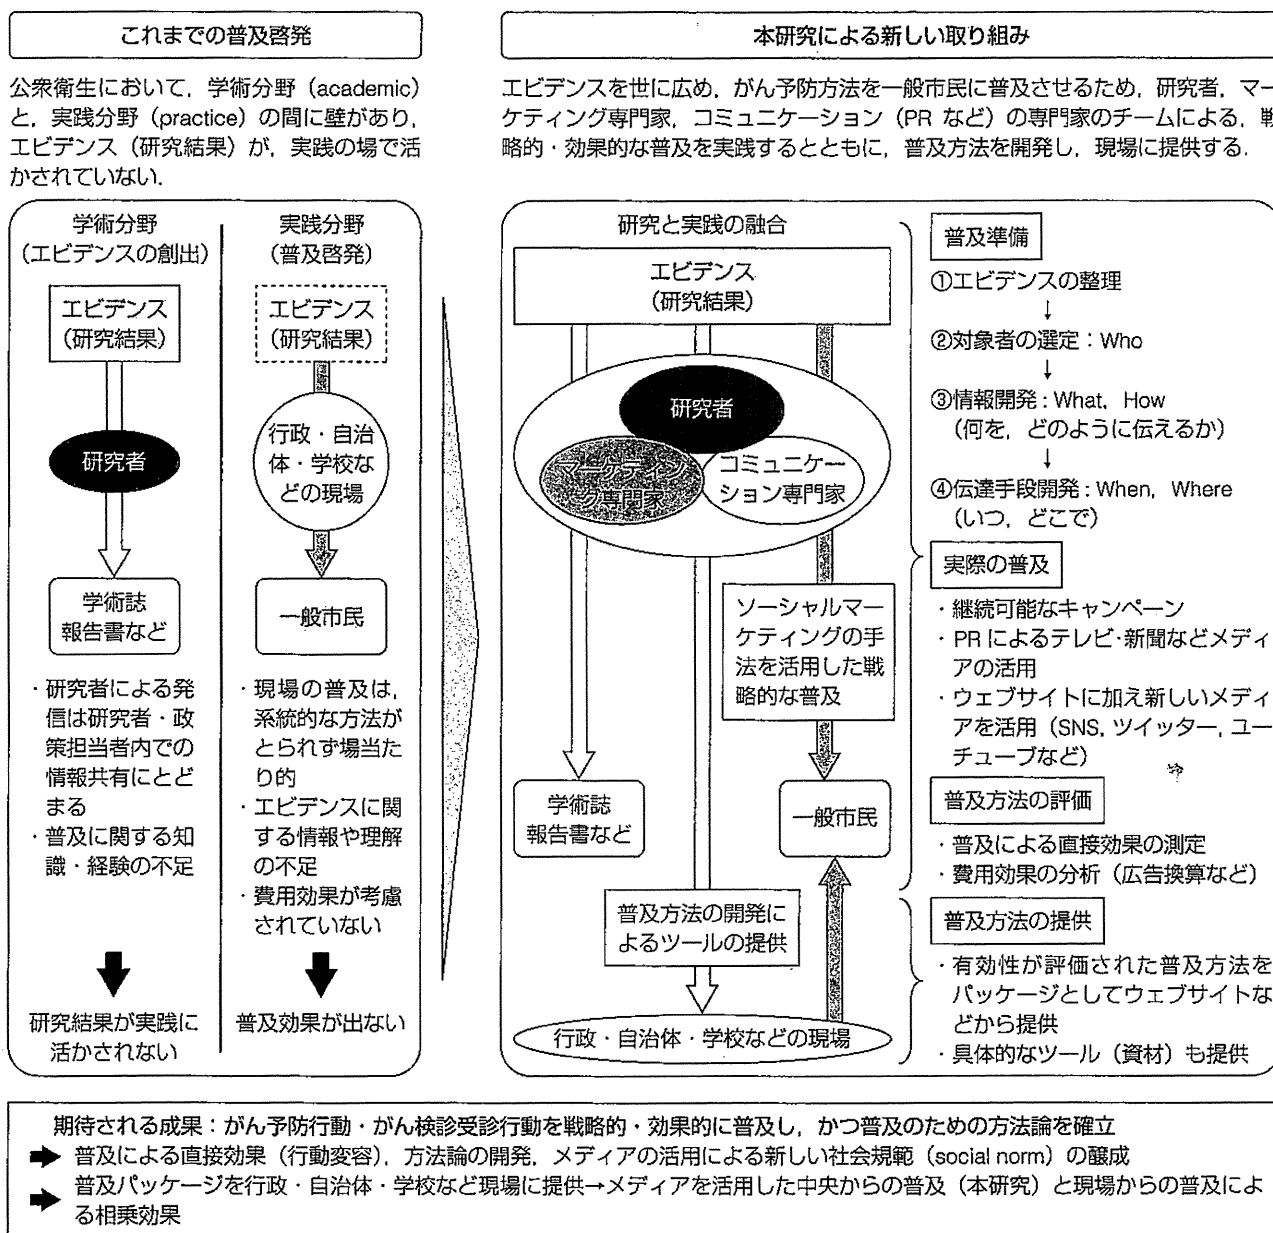 これまでの普及啓発
公衆衛生において，学術分野（academic）
と，実践分野（practice）の間に壁があり，
エビデンス（研究結果）が，実践の場で活
かされていない．
学術分野
（エビデンスの創出）
エビデンス
（研究結果）
研究者
学術誌
報告書など
・研究者による発
信は研究者・政
策担当者内での
情報共有にとど
まる
・普及に関する知
識・経験の不足
研究結果が実践に
活かされない
実践分野
（普及啓発）
エビデンス
（研究結果）
行政・自治
体・学校な
どの現場
一般市民
・現場の普及は，
系統的な方法が
とられず場当た
り的
・エビデンスに関
する情報や理解
の不足
・費用効果が考慮
されていない
普及効果が出ない
本研究による新しい取り組み
エビデンスを世に広め，がん予防方法を一般市民に普及させるため，研究者，マー
ケティング専門家，コミュニケーション（PR など）の専門家のチームによる，戦
略的・効果的な普及を実践するとともに，普及方法を開発し，現場に提供する．
研究と実践の融合
エビデンス
（研究結果）
研究者
マーケティン
グ専門家
コミュニケー
ション専門家
ソーシャルマー
ケティングの手
法を活用した戦
略的な普及
学術誌
報告書など
一般市民
普及方法の開発に
よるツールの提供
行政・自治体・学校などの現場
普及準備
①エビデンスの整理
↓
②対象者の選定：Who
↓
③情報開発：What，How
（何を，どのように伝えるか）
↓
④伝達手段開発：When，Where
（いつ，どこで）
実際の普及
・継続可能なキャンペーン
・PR によるテレビ・新聞などメディ
アの活用
・ウェブサイトに加え新しいメディ
アを活用（SNS，ツイッター，ユー
チューブなど）
普及方法の評価
・普及による直接効果の測定
・費用効果の分析（広告換算など）
普及方法の提供
・有効性が評価された普及方法を
パッケージとしてウェブサイトな
どから提供
・具体的なツール（資材）も提供
期待される成果：がん予防行動・がん検診受診行動を戦略的・効果的に普及し，かつ普及のための方法論を確立
➡ 普及による直接効果（行動変容），方法論の開発，メディアの活用による新しい社会規範（social norm）の醸成
➡ 普及パッケージを行政・自治体・学校など現場に提供→メディアを活用した中央からの普及（本研究）と現場からの普及によ
る相乗効果